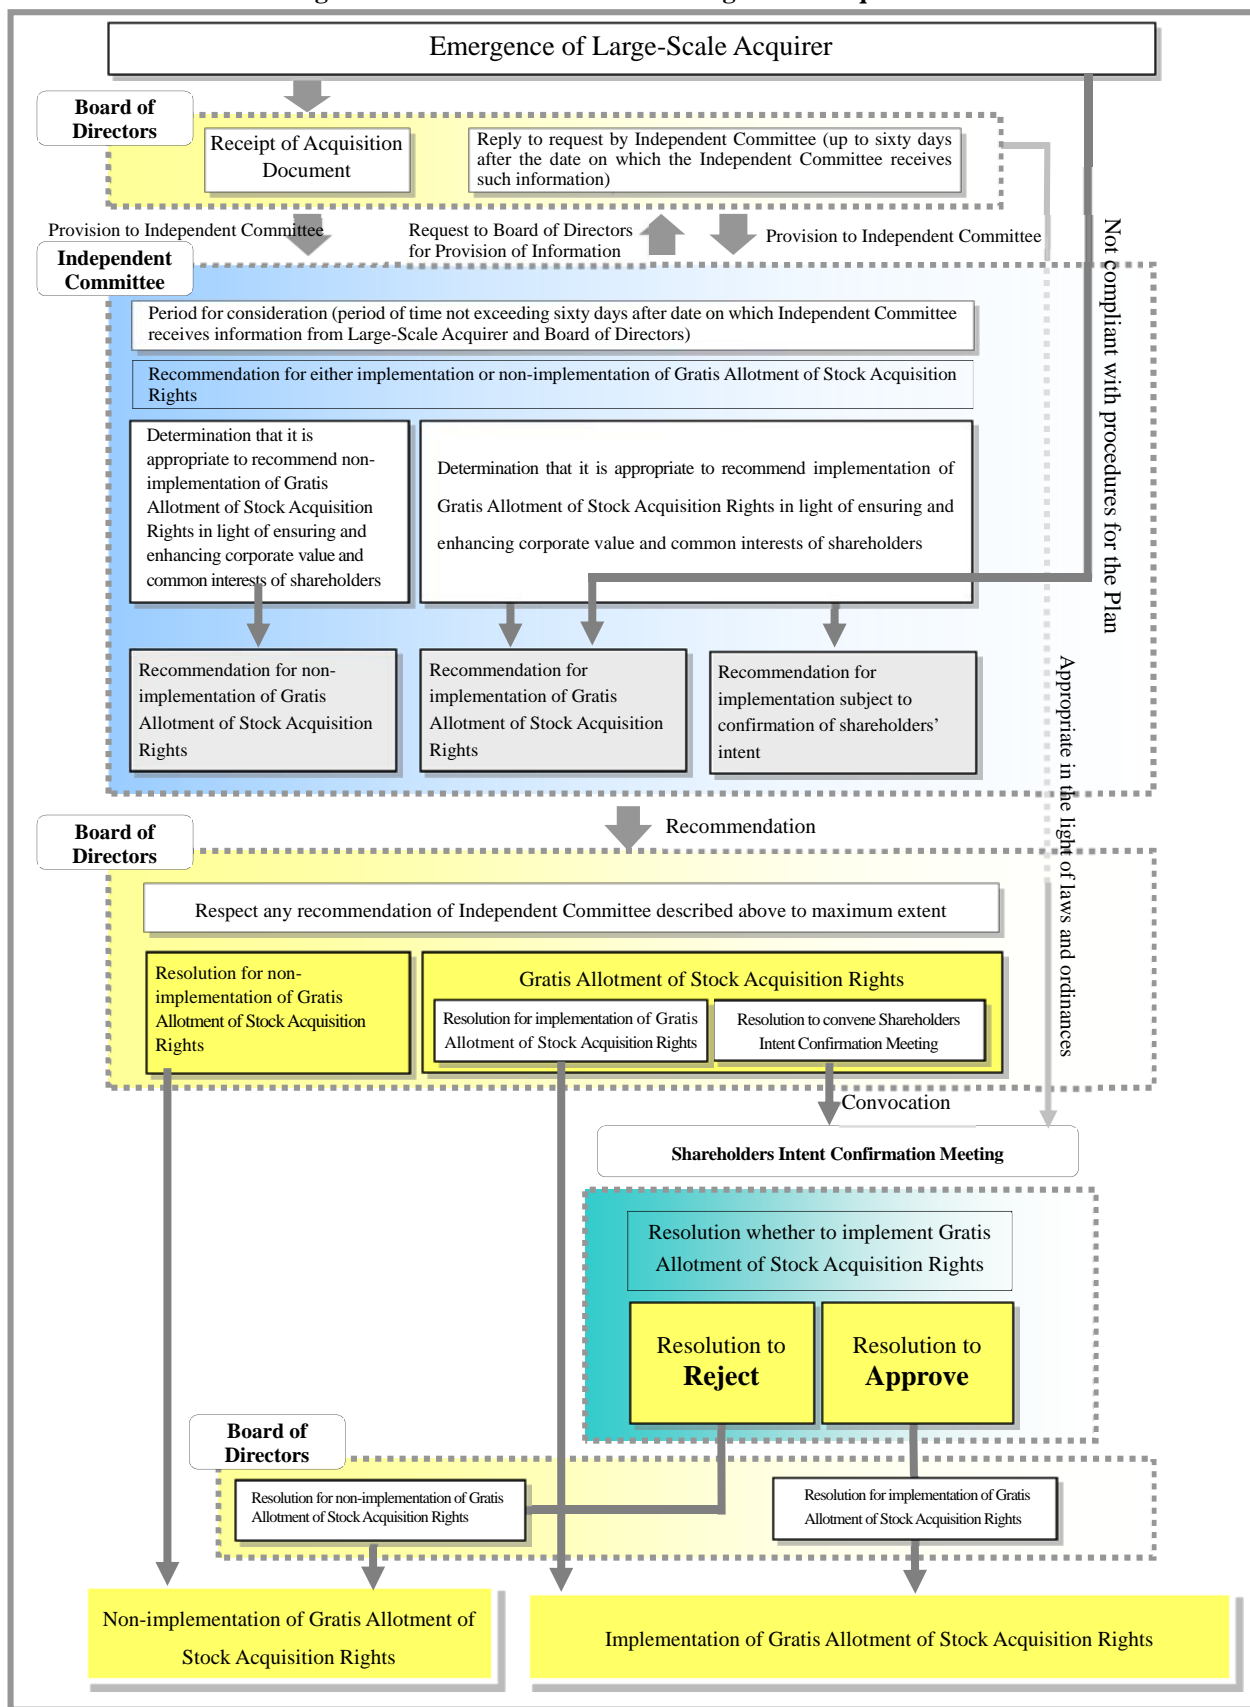 Emergence of Large-Scale Acquirer
Board of
Directors
Receipt of Acquisition
Document
Reply to request by Independent Committee (up to sixty days
after the date on which the Independent Committee receives
such information)
Provision to Independent Committee
Request to Board of Directors
for Provision of Information
Provision to Independent Committee
Not compliant with procedures for the Plan
Independent
Committee
Period for consideration (period of time not exceeding sixty days after date on which Independent Committee
receives information from Large-Scale Acquirer and Board of Directors)
Recommendation for either implementation or non-implementation of Gratis Allotment of Stock Acquisition
Rights
Determination that it is
appropriate to recommend non-
implementation of Gratis
Allotment of Stock Acquisition
Rights in light of ensuring and
enhancing corporate value and
common interests of shareholders
Determination that it is appropriate to recommend implementation of
Gratis Allotment of Stock Acquisition Rights in light of ensuring and
enhancing corporate value and common interests of shareholders
Recommendation for non-
implementation of Gratis
Allotment of Stock Acquisition
Rights
Recommendation for
implementation of Gratis
Allotment of Stock Acquisition
Rights
Recommendation for
implementation subject to
confirmation of shareholders’
intent
Appropriate in the light of laws and ordinances
Recommendation
Board of
Directors
Respect any recommendation of Independent Committee described above to maximum extent
Resolution for non-
implementation of Gratis
Allotment of Stock Acquisition
Rights
Gratis Allotment of Stock Acquisition Rights
Resolution for implementation of Gratis
Allotment of Stock Acquisition Rights
Resolution to convene Shareholders
Intent Confirmation Meeting
Convocation
Shareholders Intent Confirmation Meeting
Resolution whether to implement Gratis
Allotment of Stock Acquisition Rights
Resolution to
Reject
Resolution to
Approve
Board of
Directors
Resolution for non-implementation of Gratis
Allotment of Stock Acquisition Rights
Resolution for implementation of Gratis
Allotment of Stock Acquisition Rights
Non-implementation of Gratis Allotment of
Stock Acquisition Rights
Implementation of Gratis Allotment of Stock Acquisition Rights